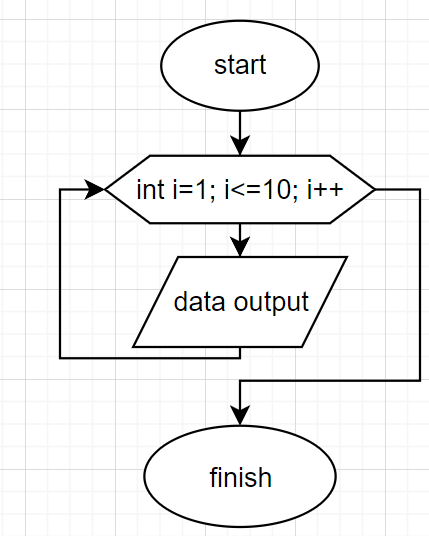 start
int i=1; i<=10; i++
data output
finish